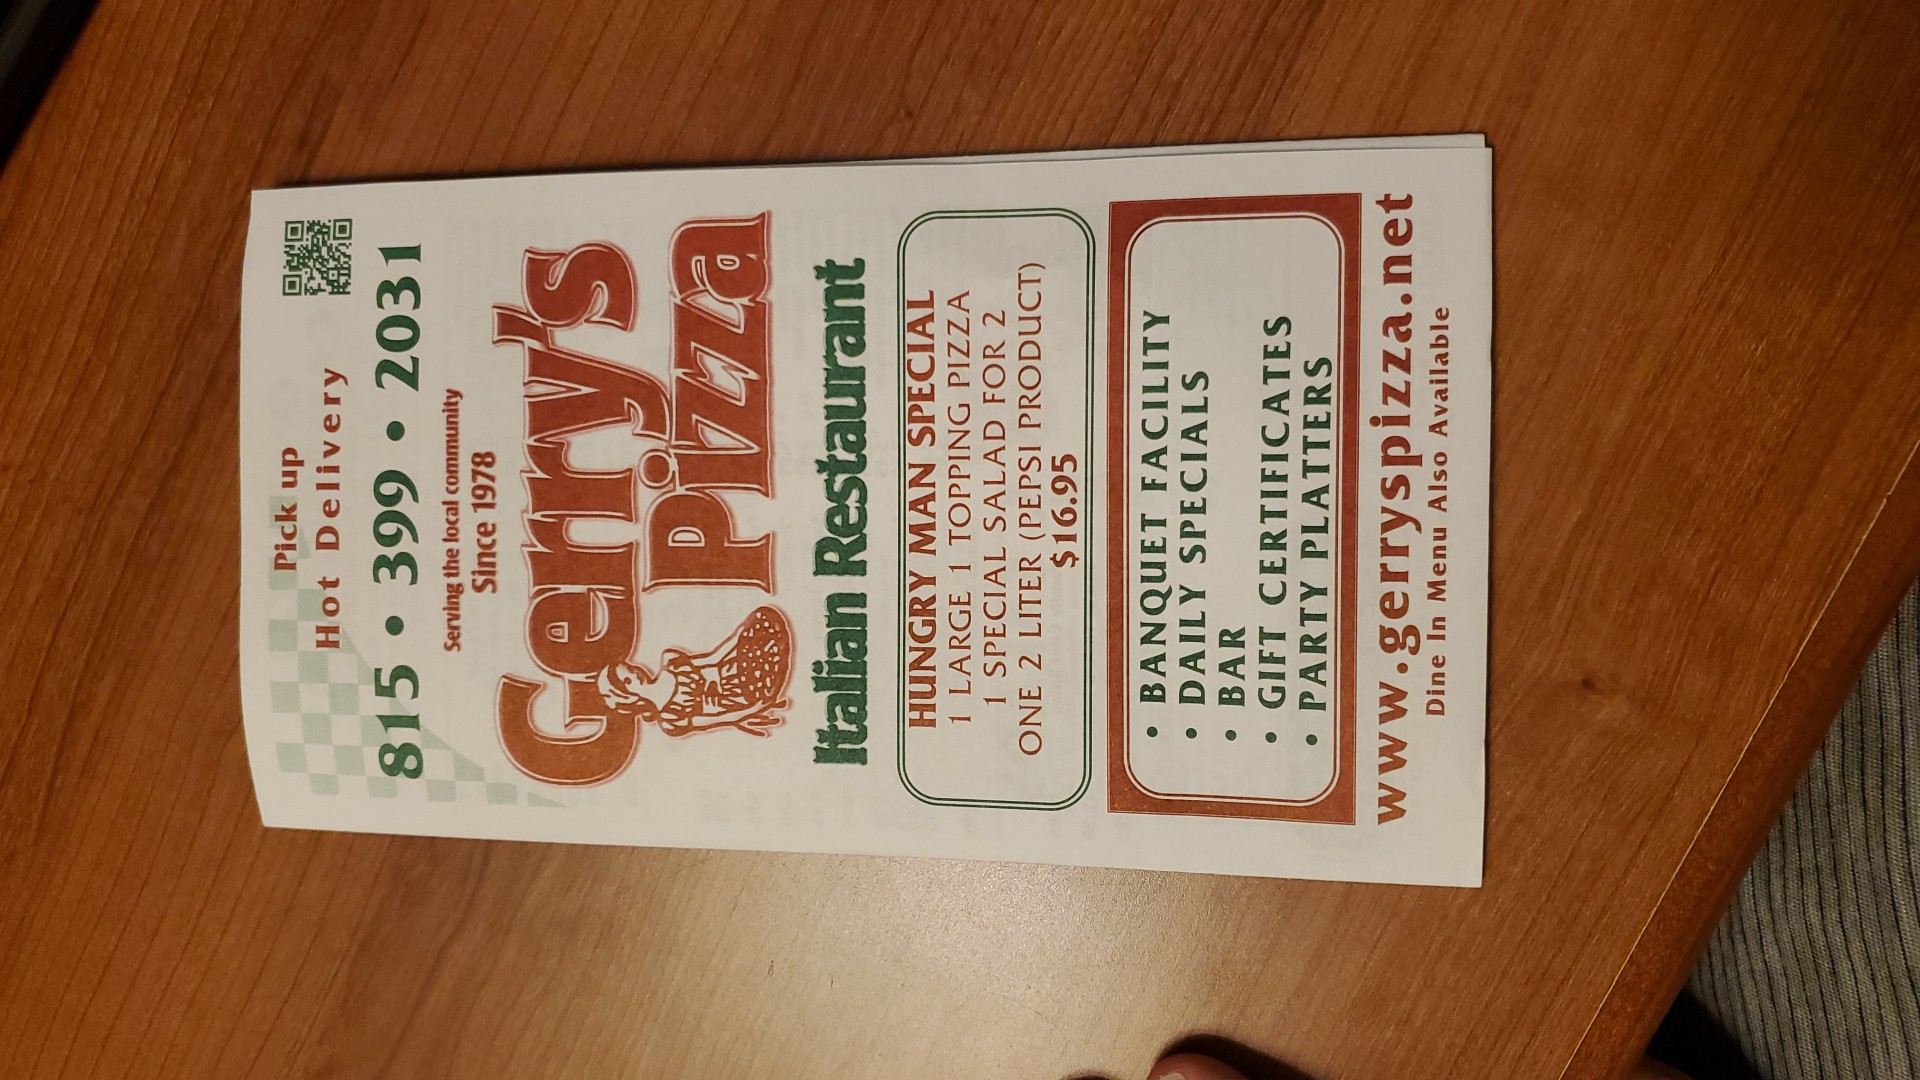 Pick up
Hot Delivery
815 • 399 • 2031
Serving the local community
Since 1978
Gerry's
Pizza
Italian Restaurant
HUNGRY MAN SPECIAL
1 LARGE 1 TOPPING PIZZA
1 SPECIAL SALAD FOR 2
ONE 2 LITER (PEPSI PRODUCT)
$16.95
• BANQUET FACILITY
• DAILY SPECIALS
• BAR
• GIFT CERTIFICATES
• PARTY PLATTERS
www.gerryspizza.net
Dine In Menu Also Available